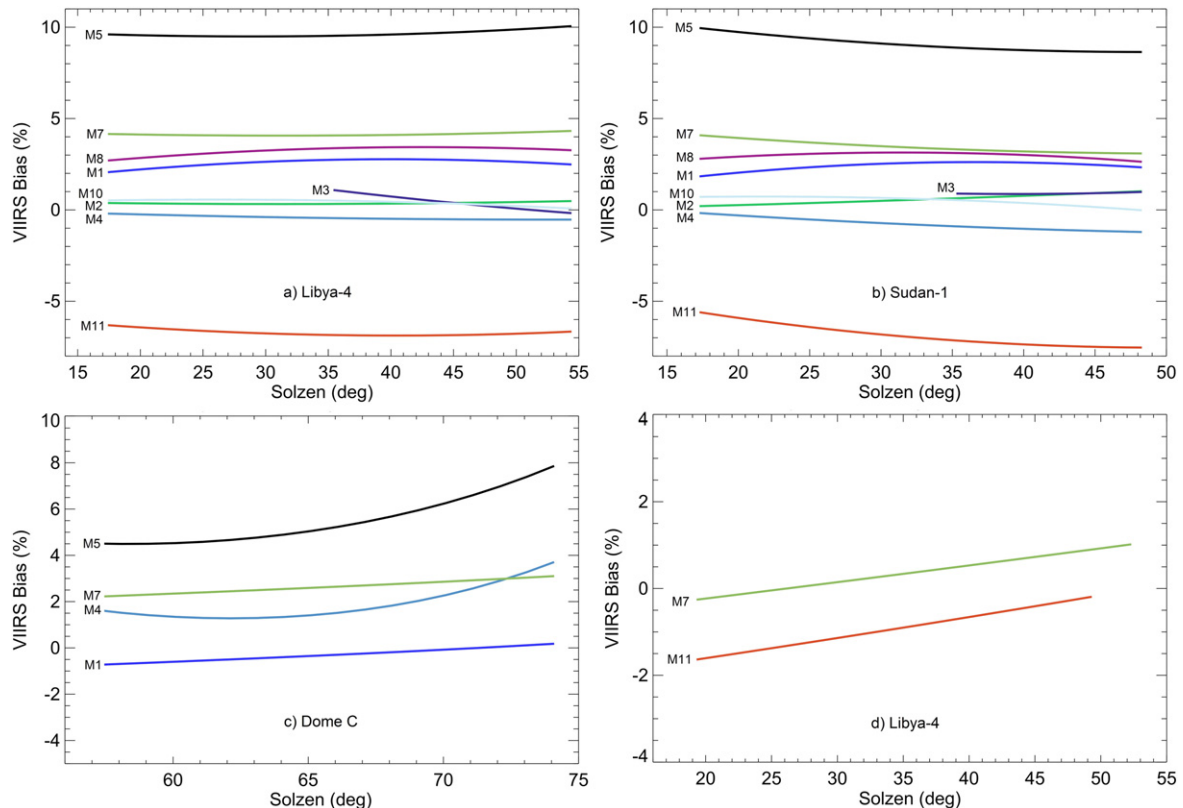 10
5
0
-5
VIIRS Bias (%)
M5
M7
M8
M1
M10
M2
M4
M3
M11
a) Libya-4
15 20 25 30 35 40 45 50 55
Solzen (deg)
10
5
0
-5
VIIRS Bias (%)
M5
M7
M8
M1
M10
M2
M4
M3
M11
b) Sudan-1
15 20 25 30 35 40 45 50
Solzen (deg)
10
8
6
4
2
0
-2
-4
VIIRS Bias (%)
M5
M7
M4
M1
c) Dome C
60 65 70 75
Solzen (deg)
4
2
0
-2
-4
VIIRS Bias (%)
M7
M11
d) Libya-4
20 25 30 35 40 45 50 55
Solzen (deg)